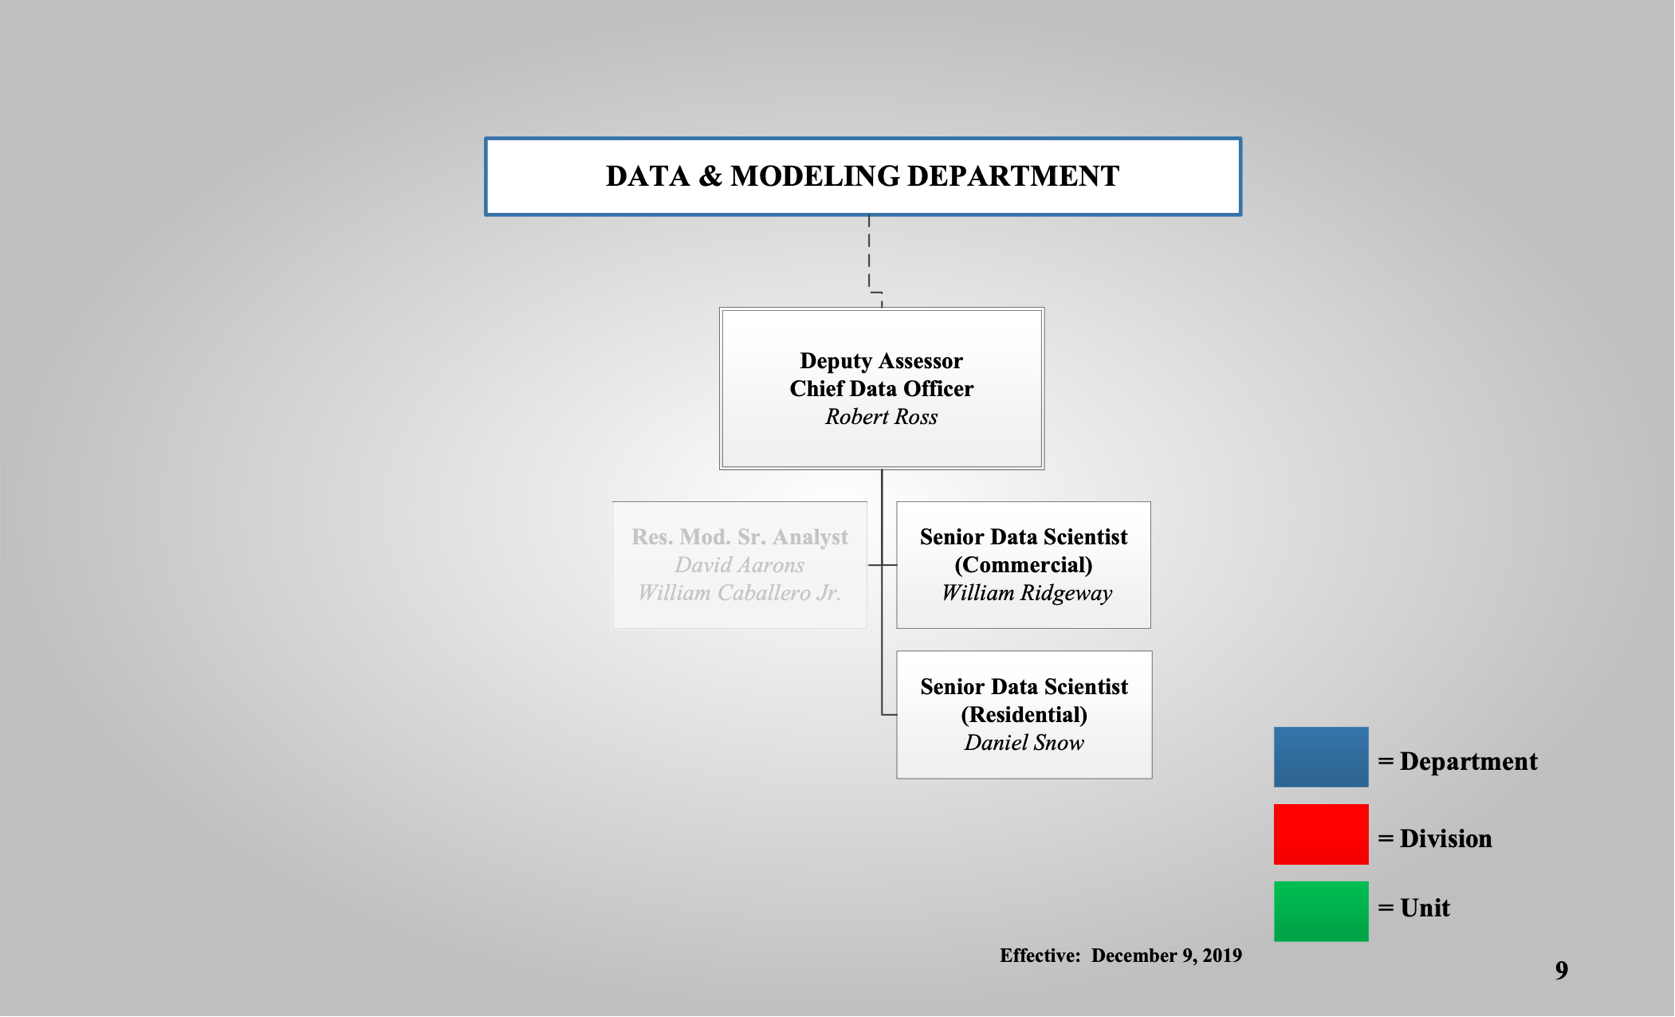 DATA & MODELING DEPARTMENT
Deputy Assessor
Chief Data Officer
Robert Ross
Res. Mod. Sr. Analyst
David Aarons
William Caballero Jr.
Senior Data Scientist
(Commercial)
William Ridgeway
Senior Data Scientist
(Residential)
Daniel Snow
= Department
= Division
= Unit
Effective:  December 9, 2019
9